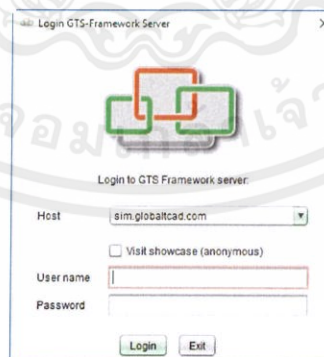 Login GTS-Framework Server X
Login to GTS Framework server:
Host sim.globaltcad.com
Visit showcase (anonymous)
User name
Password
Login Exit